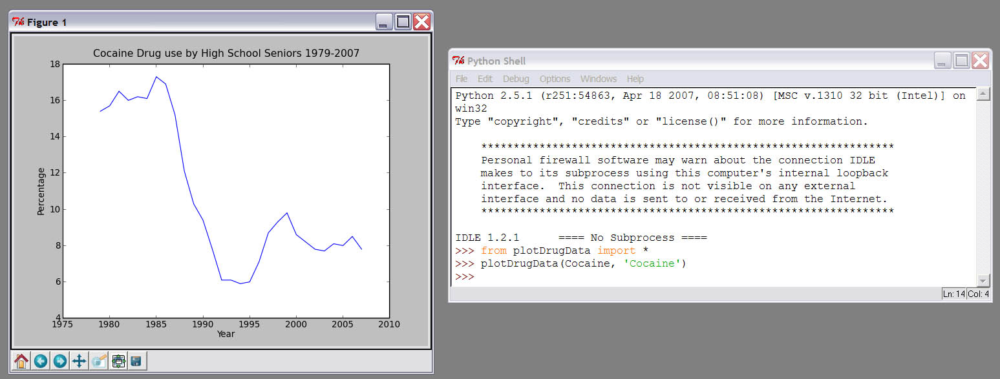 Figure 1
Cocaine Drug use by High School Seniors 1979-2007
18
16
14
12
10
8
6
4
Percentage
1975 1980 1985 1990 1995 2000 2005 2010
Year
Python Shell
File Edit Debug Options Windows Help
Python 2.5.1 (r251:54863, Apr 18 2007, 08:51:08) [MSC v.1310 32 bit (Intel)] on
win32
Type "copyright", "credits" or "license()" for more information.
****************************************************************
Personal firewall software may warn about the connection IDLE
makes to its subprocess using this computer's internal loopback
interface.  This connection is not visible on any external
interface and no data is sent to or received from the Internet.
****************************************************************
IDLE 1.2.1      ==== No Subprocess ====
>>> from plotDrugData import *
>>> plotDrugData(Cocaine, 'Cocaine')
>>>
Ln: 14 Col: 4